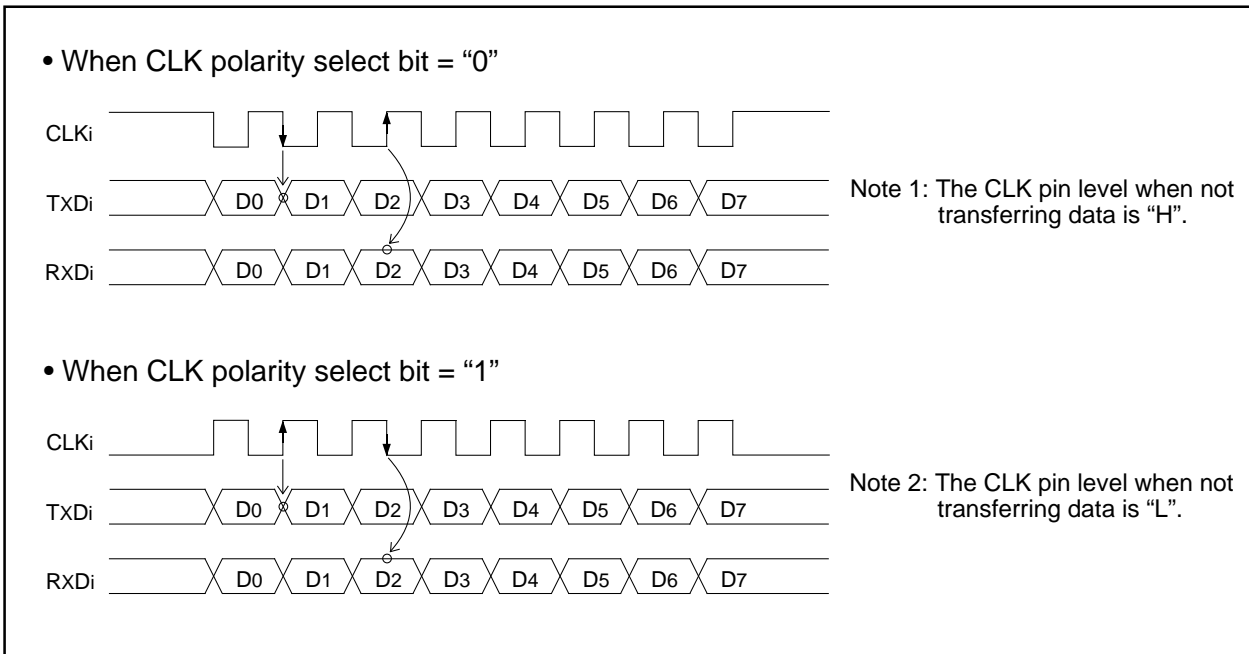 • When CLK polarity select bit = “0”
CLKi
TXDi
D0 D1 D2 D3 D4 D5 D6 D7
RXDi
D0 D1 D2 D3 D4 D5 D6 D7
Note 1: The CLK pin level when not
transferring data is “H”.
• When CLK polarity select bit = “1”
CLKi
TXDi
D0 D1 D2 D3 D4 D5 D6 D7
RXDi
D0 D1 D2 D3 D4 D5 D6 D7
Note 2: The CLK pin level when not
transferring data is “L”.